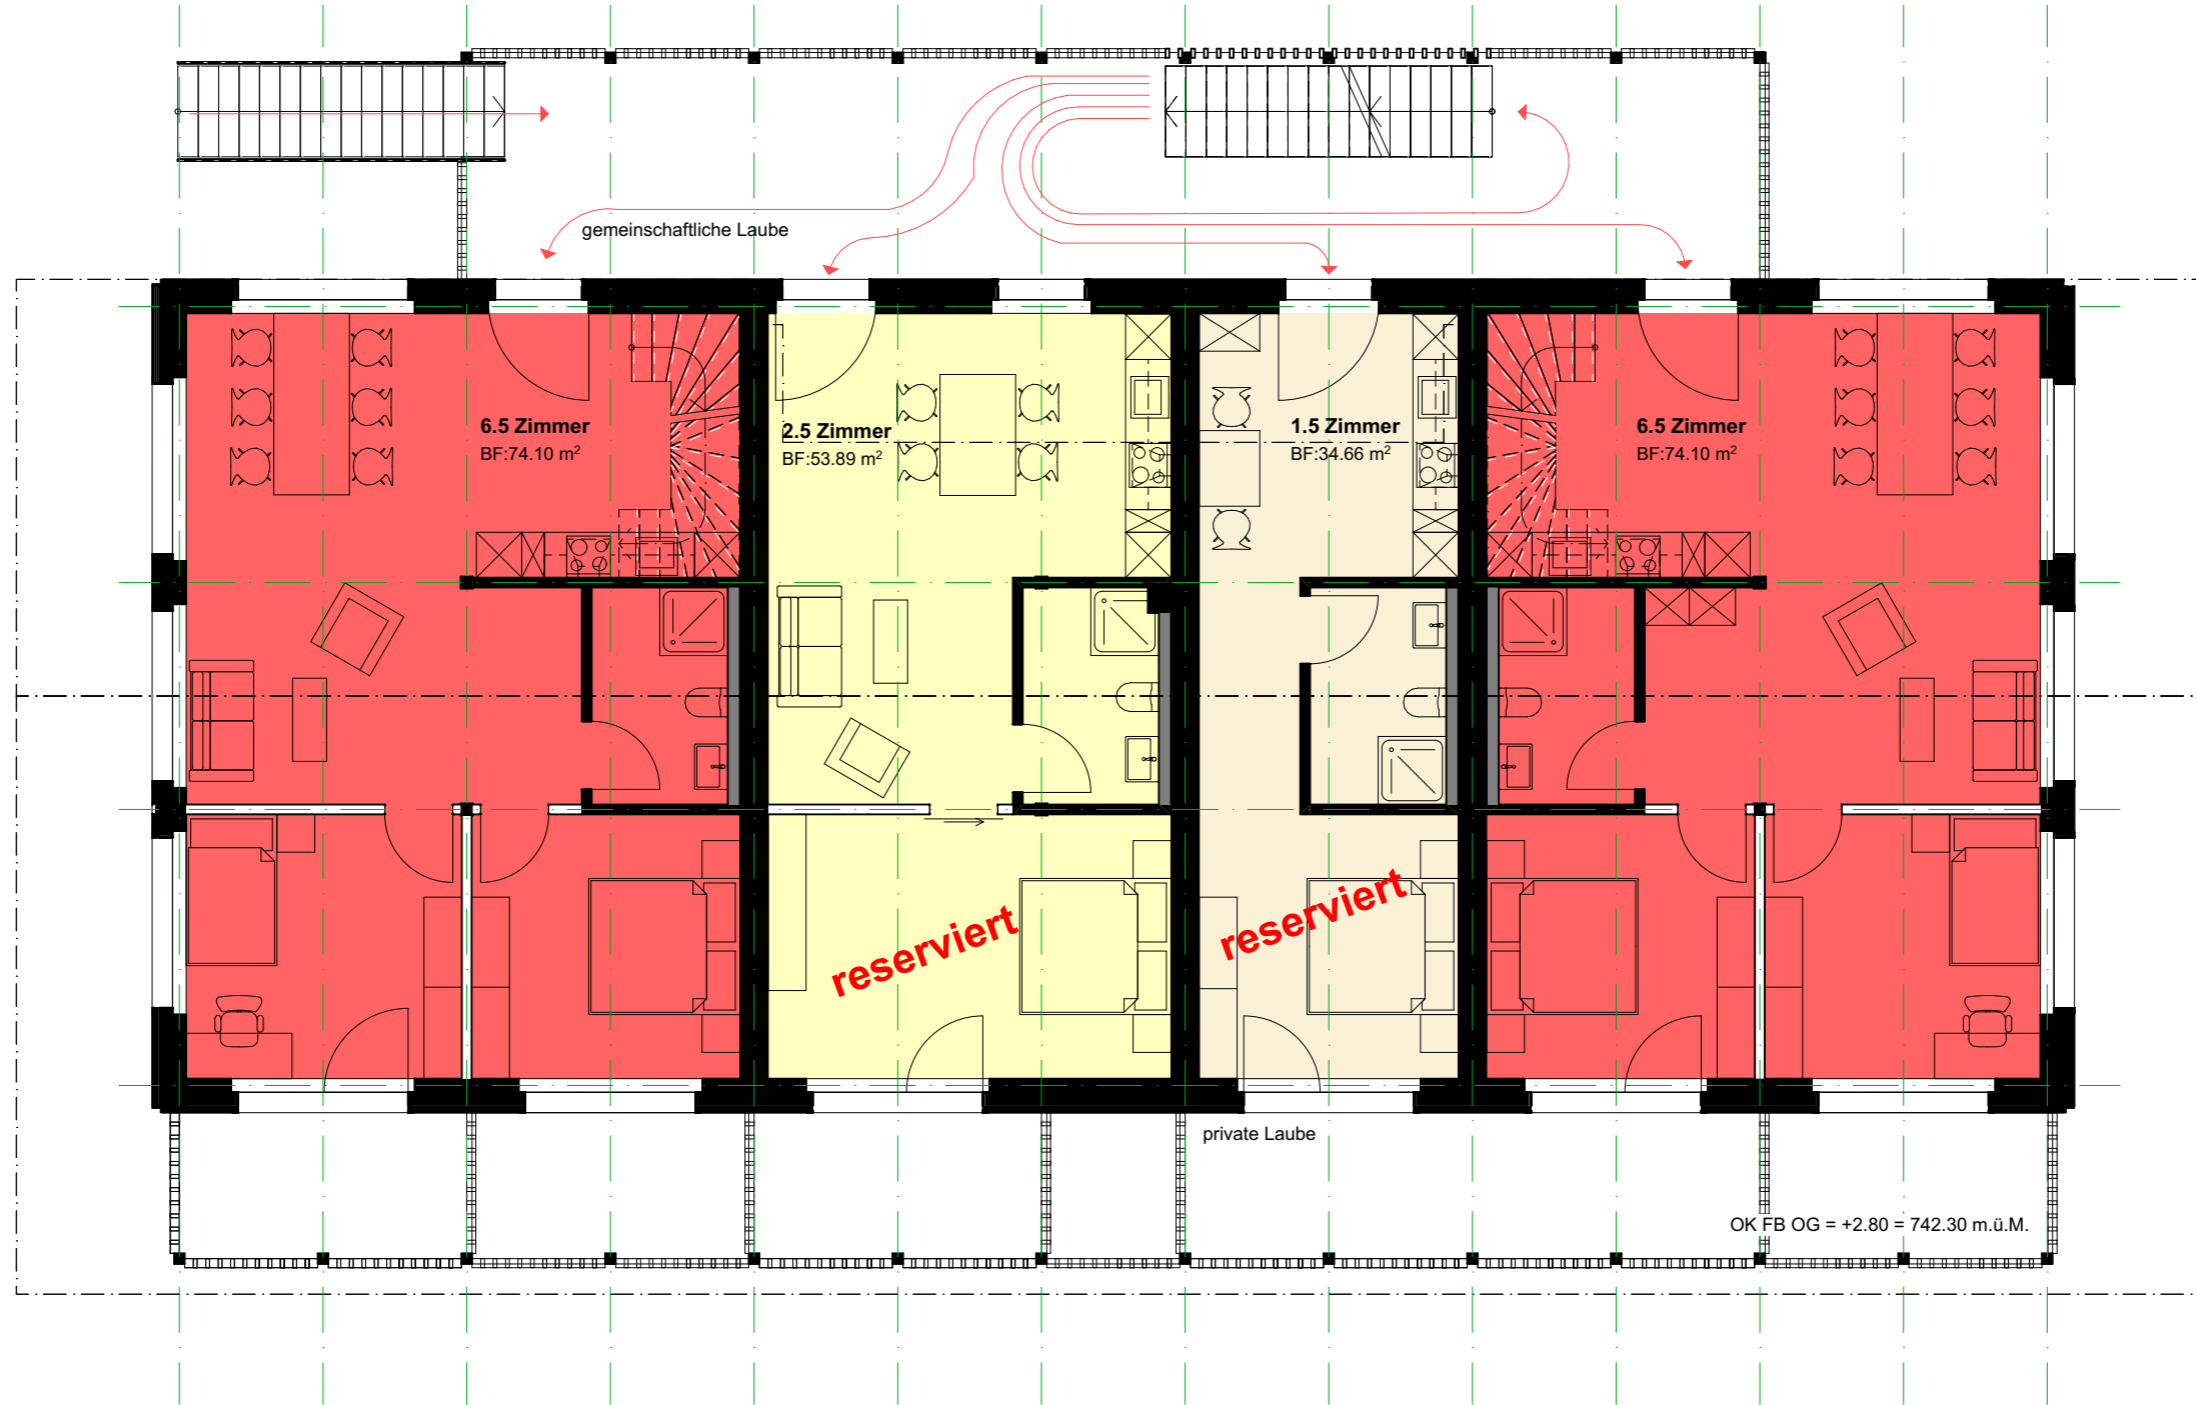 gemeinschaftliche Laube
6.5 Zimmer
BF:74.10 m²
2.5 Zimmer
BF:53.89 m²
1.5 Zimmer
BF:34.66 m²
6.5 Zimmer
BF:74.10 m²
reserviert
reserviert
private Laube
OK FB OG = +2.80 = 742.30 m.ü.M.